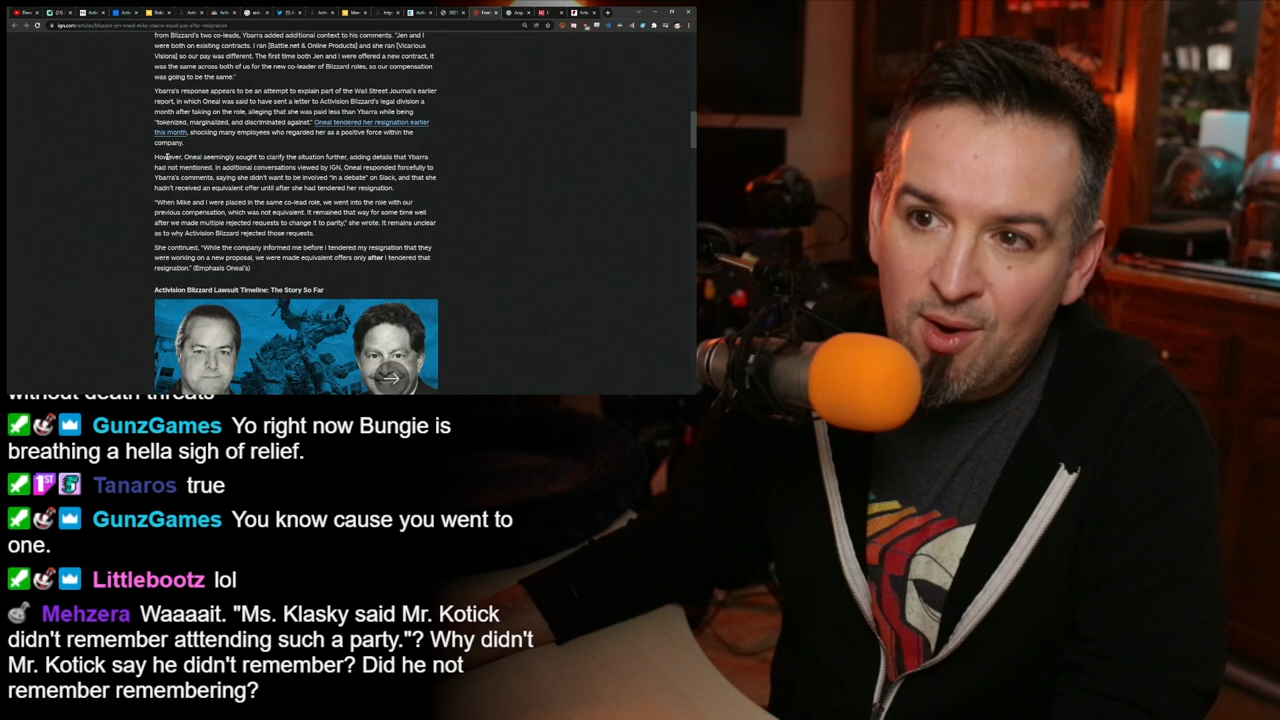 ign.com/articles/blizzard-jen-oneal-mike-ybarra-equal-pay-after-resignation
from Blizzard's two co-leads, Ybarra added additional context to his comments. "Jen and I
were both on existing contracts. I ran [Battle.net & Online Products] and she ran [Vicarious
Visions] so our pay was different. The first time both Jen and I were offered a new contract, it
was the same across both of us for the new co-leader of Blizzard roles, so our compensation
was going to be the same."
Ybarra's response appears to be an attempt to explain part of the Wall Street Journal's earlier
report, in which Oneal was said to have sent a letter to Activision Blizzard's legal division a
month after taking on the role, alleging that she was paid less than Ybarra while being
"tokenized, marginalized, and discriminated against." Oneal tendered her resignation earlier
this month, shocking many employees who regarded her as a positive force within the
company.
However, Oneal seemingly sought to clarify the situation further, adding details that Ybarra
had not mentioned. In additional conversations viewed by IGN, Oneal responded forcefully to
Ybarra's comments, saying she didn't want to be involved "in a debate" on Slack, and that she
hadn't received an equivalent offer until after she had tendered her resignation.
"When Mike and I were placed in the same co-lead role, we went into the role with our
previous compensation, which was not equivalent. It remained that way for some time well
after we made multiple rejected requests to change it to parity," she wrote. It remains unclear
as to why Activision Blizzard rejected those requests.
She continued, "While the company informed me before I tendered my resignation that they
were working on a new proposal, we were made equivalent offers only after I tendered that
resignation." (Emphasis Oneal's)
Activision Blizzard Lawsuit Timeline: The Story So Far
without death threats
GunzGames Yo right now Bungie is
breathing a hella sigh of relief.
1ST Tanaros true
GunzGames You know cause you went to
one.
Littlebootz lol
Mehzera Waaaait. "Ms. Klasky said Mr. Kotick
didn't remember atttending such a party."? Why didn't
Mr. Kotick say he didn't remember? Did he not
remember remembering?